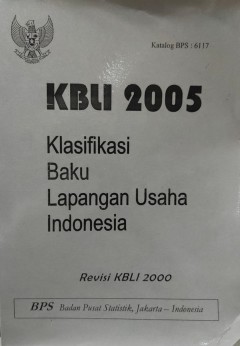 Katalog BPS : 6117
KBLI 2005
Klasifikasi
Baku
Lapangan Usaha
Indonesia
Revisi KBLI 2000
BPS Badan Pusat Statistik, Jakarta – Indonesia